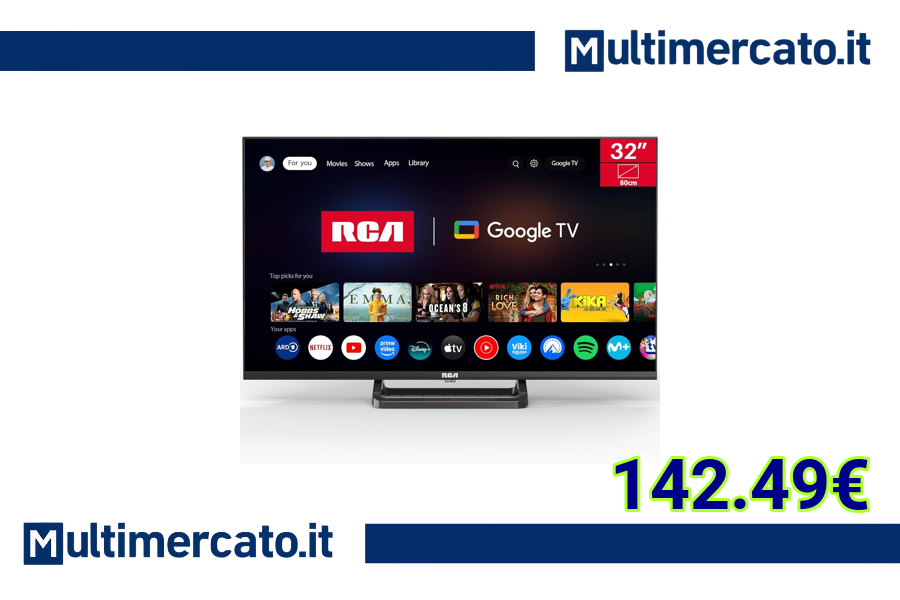 Multimercato.it
For you Movies Shows Apps Library Google TV
32”
80cm
RCA Google TV
Top picks for you
HOBBS & SHAW EMMA. OCEAN'S 8 RICH IN LOVE KiKA
Your apps
ARD 1 NETFLIX prime video Disney+ tv Viki Rakuten M+
RCA
142.49€
Multimercato.it